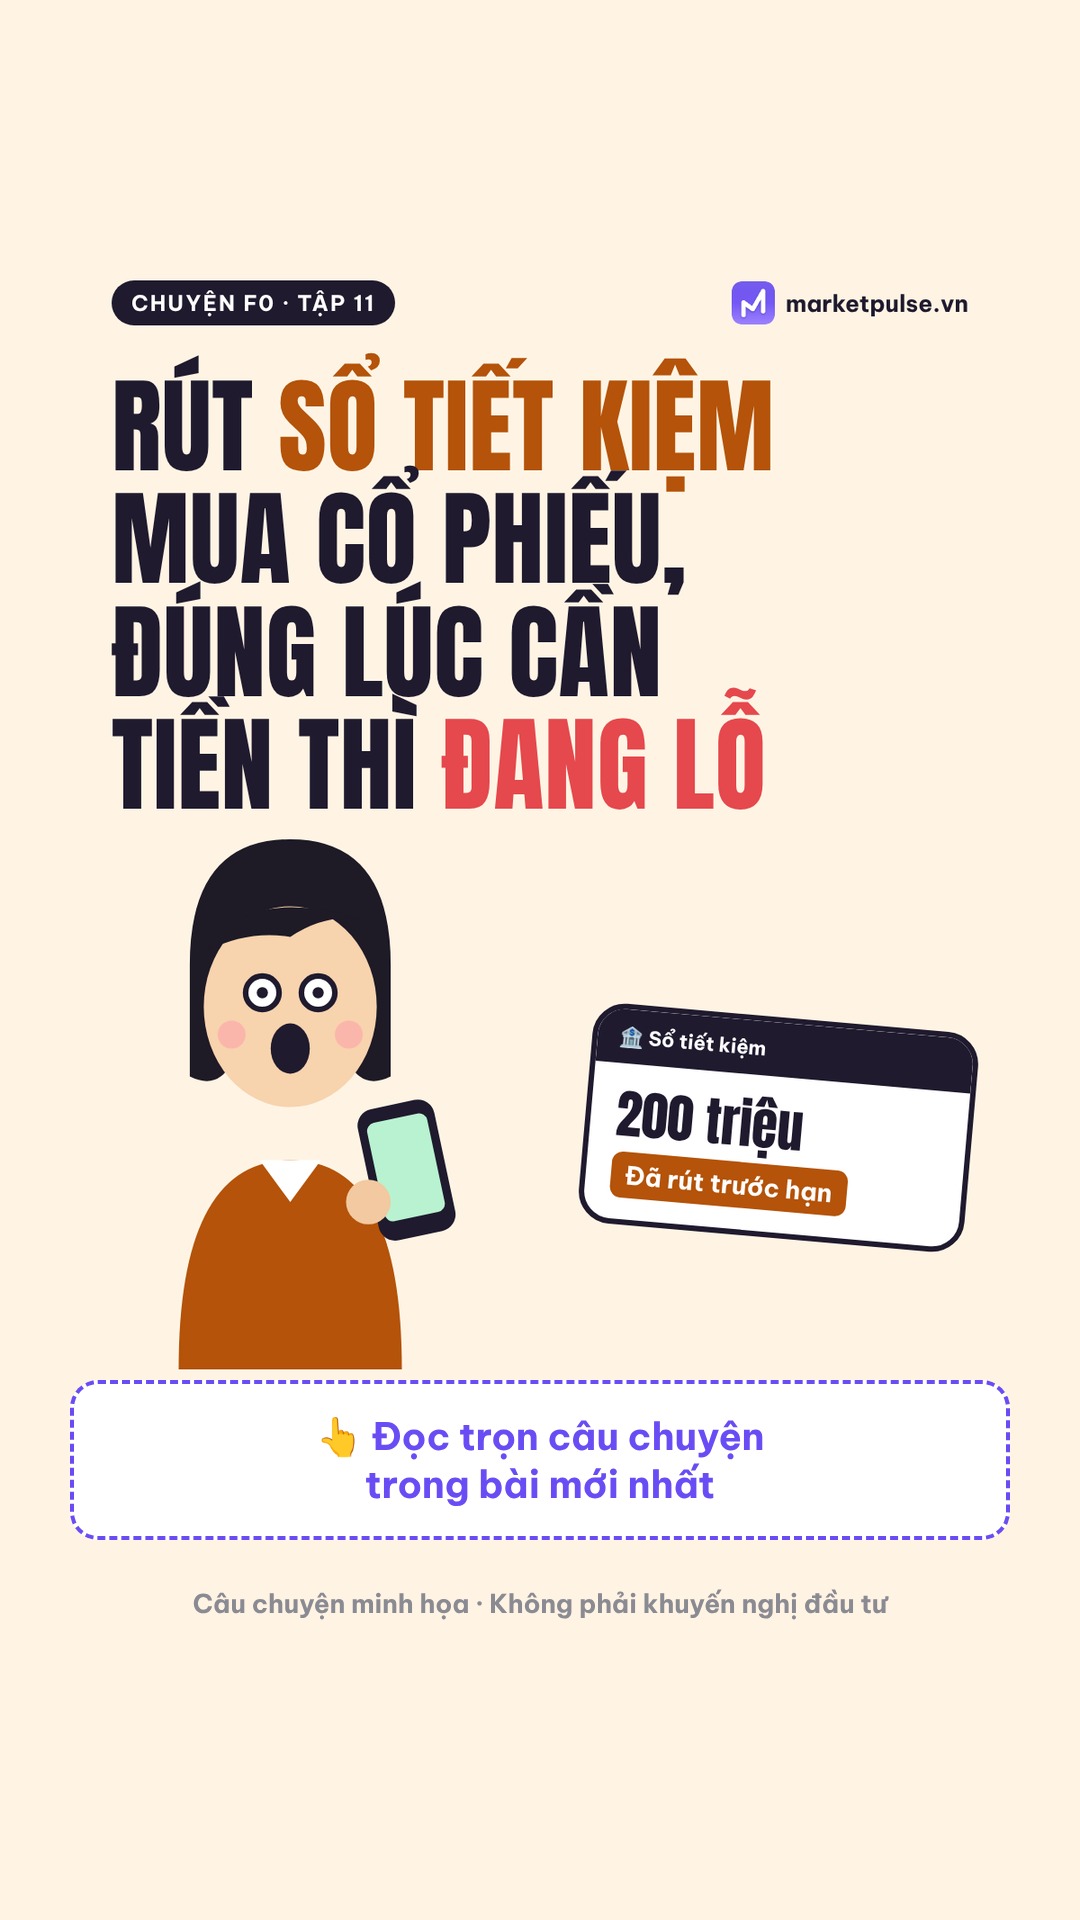 CHUYỆN F0 · TẬP 11
marketpulse.vn
RÚT SỔ TIẾT KIỆM
MUA CỔ PHIẾU,
ĐÚNG LÚC CẦN
TIỀN THÌ ĐANG LỖ
Sổ tiết kiệm
200 triệu
Đã rút trước hạn
👆 Đọc trọn câu chuyện
trong bài mới nhất
Câu chuyện minh họa · Không phải khuyến nghị đầu tư